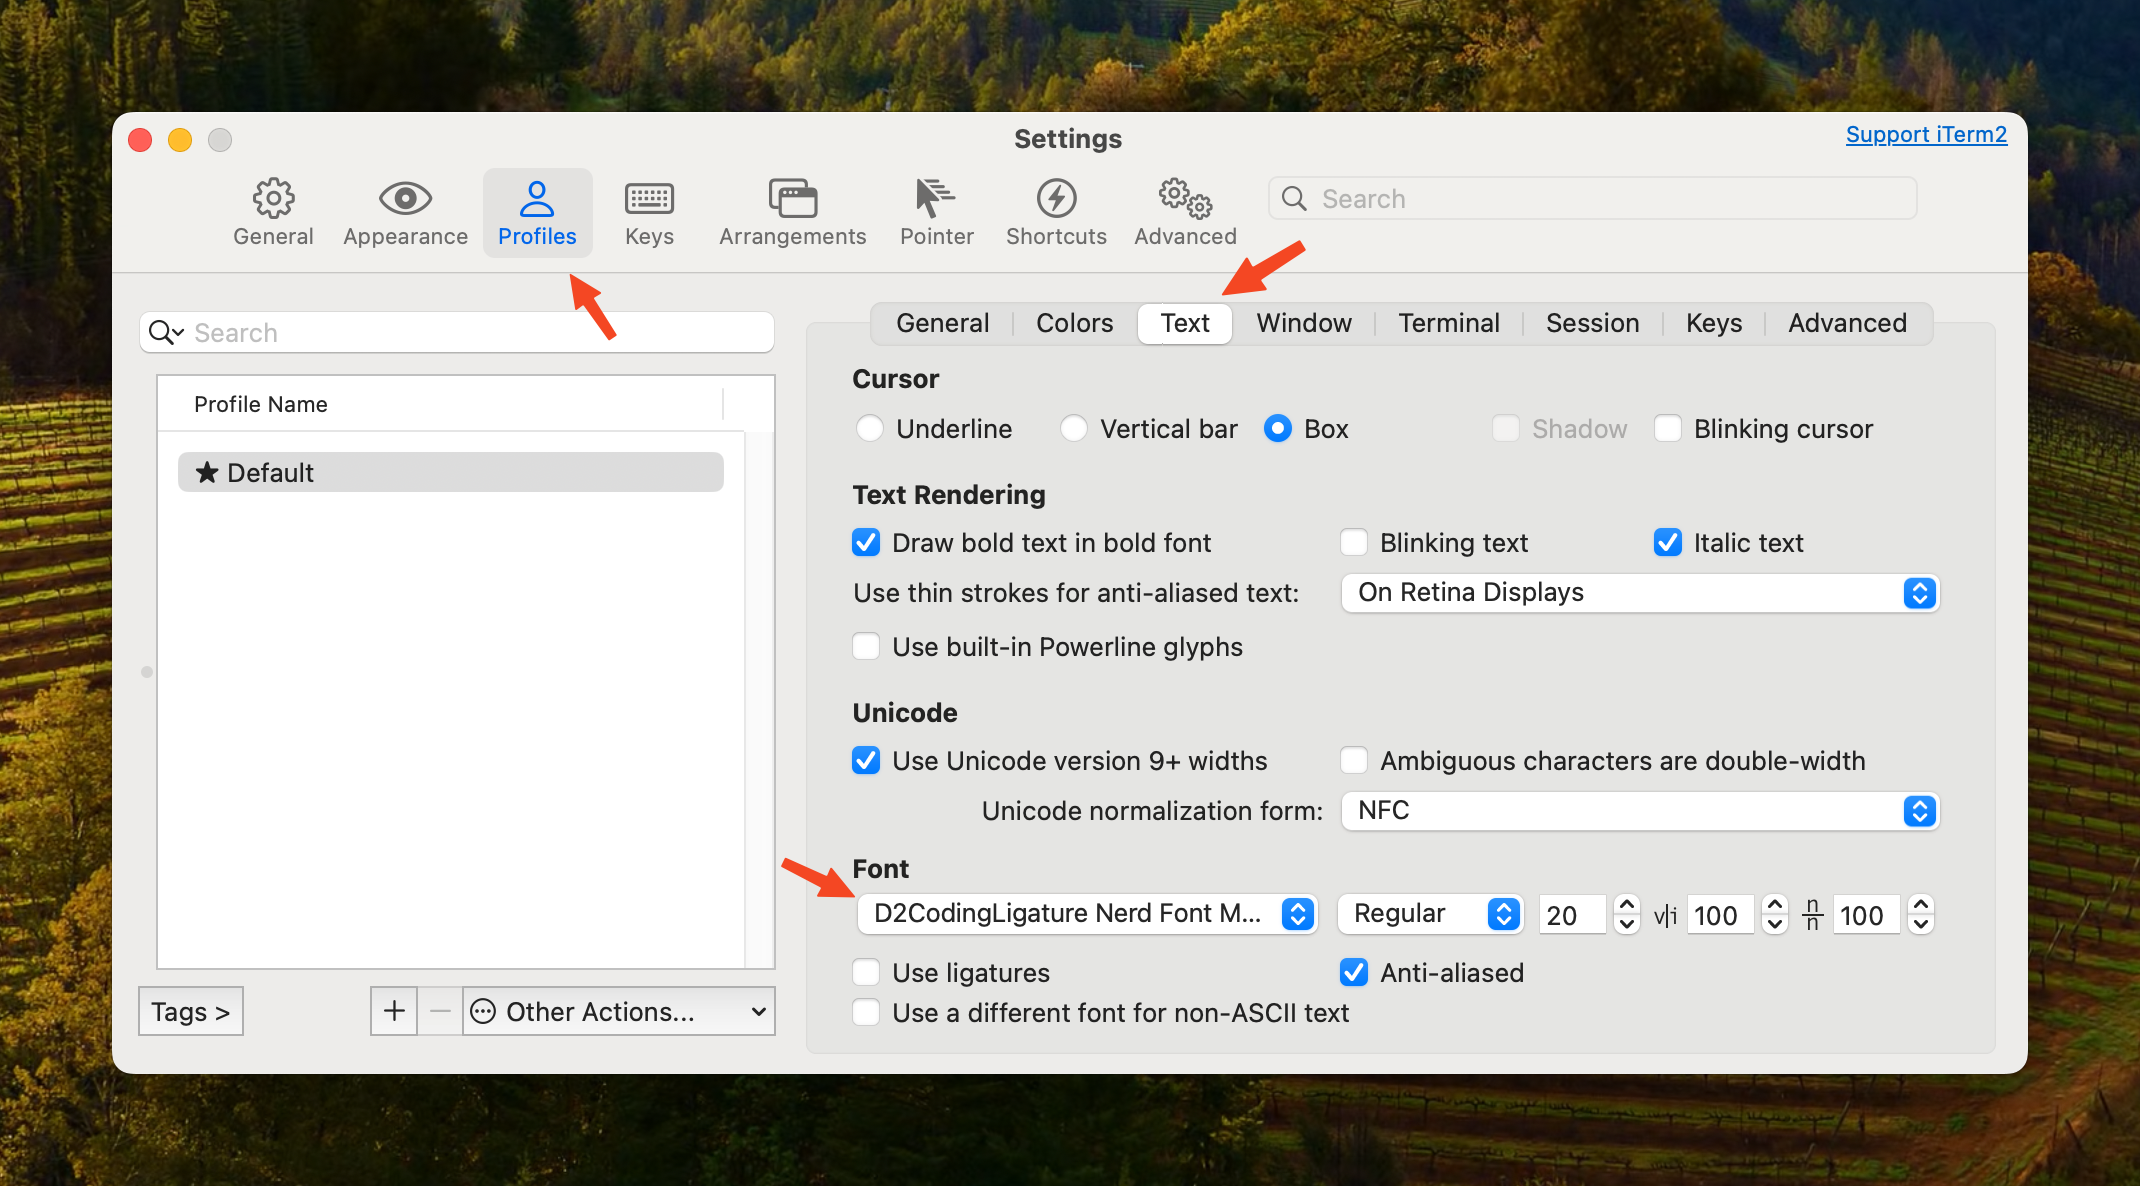 Settings
Support iTerm2
General
Appearance
Profiles
Keys
Arrangements
Pointer
Shortcuts
Advanced
Search
Search
Profile Name
★ Default
Tags >
+
−
Other Actions...
General
Colors
Text
Window
Terminal
Session
Keys
Advanced
Cursor
Underline
Vertical bar
Box
Shadow
Blinking cursor
Text Rendering
Draw bold text in bold font
Blinking text
Italic text
Use thin strokes for anti-aliased text:
On Retina Displays
Use built-in Powerline glyphs
Unicode
Use Unicode version 9+ widths
Ambiguous characters are double-width
Unicode normalization form:
NFC
Font
D2CodingLigature Nerd Font M...
Regular
20
v|i
100
n
n
100
Use ligatures
Anti-aliased
Use a different font for non-ASCII text